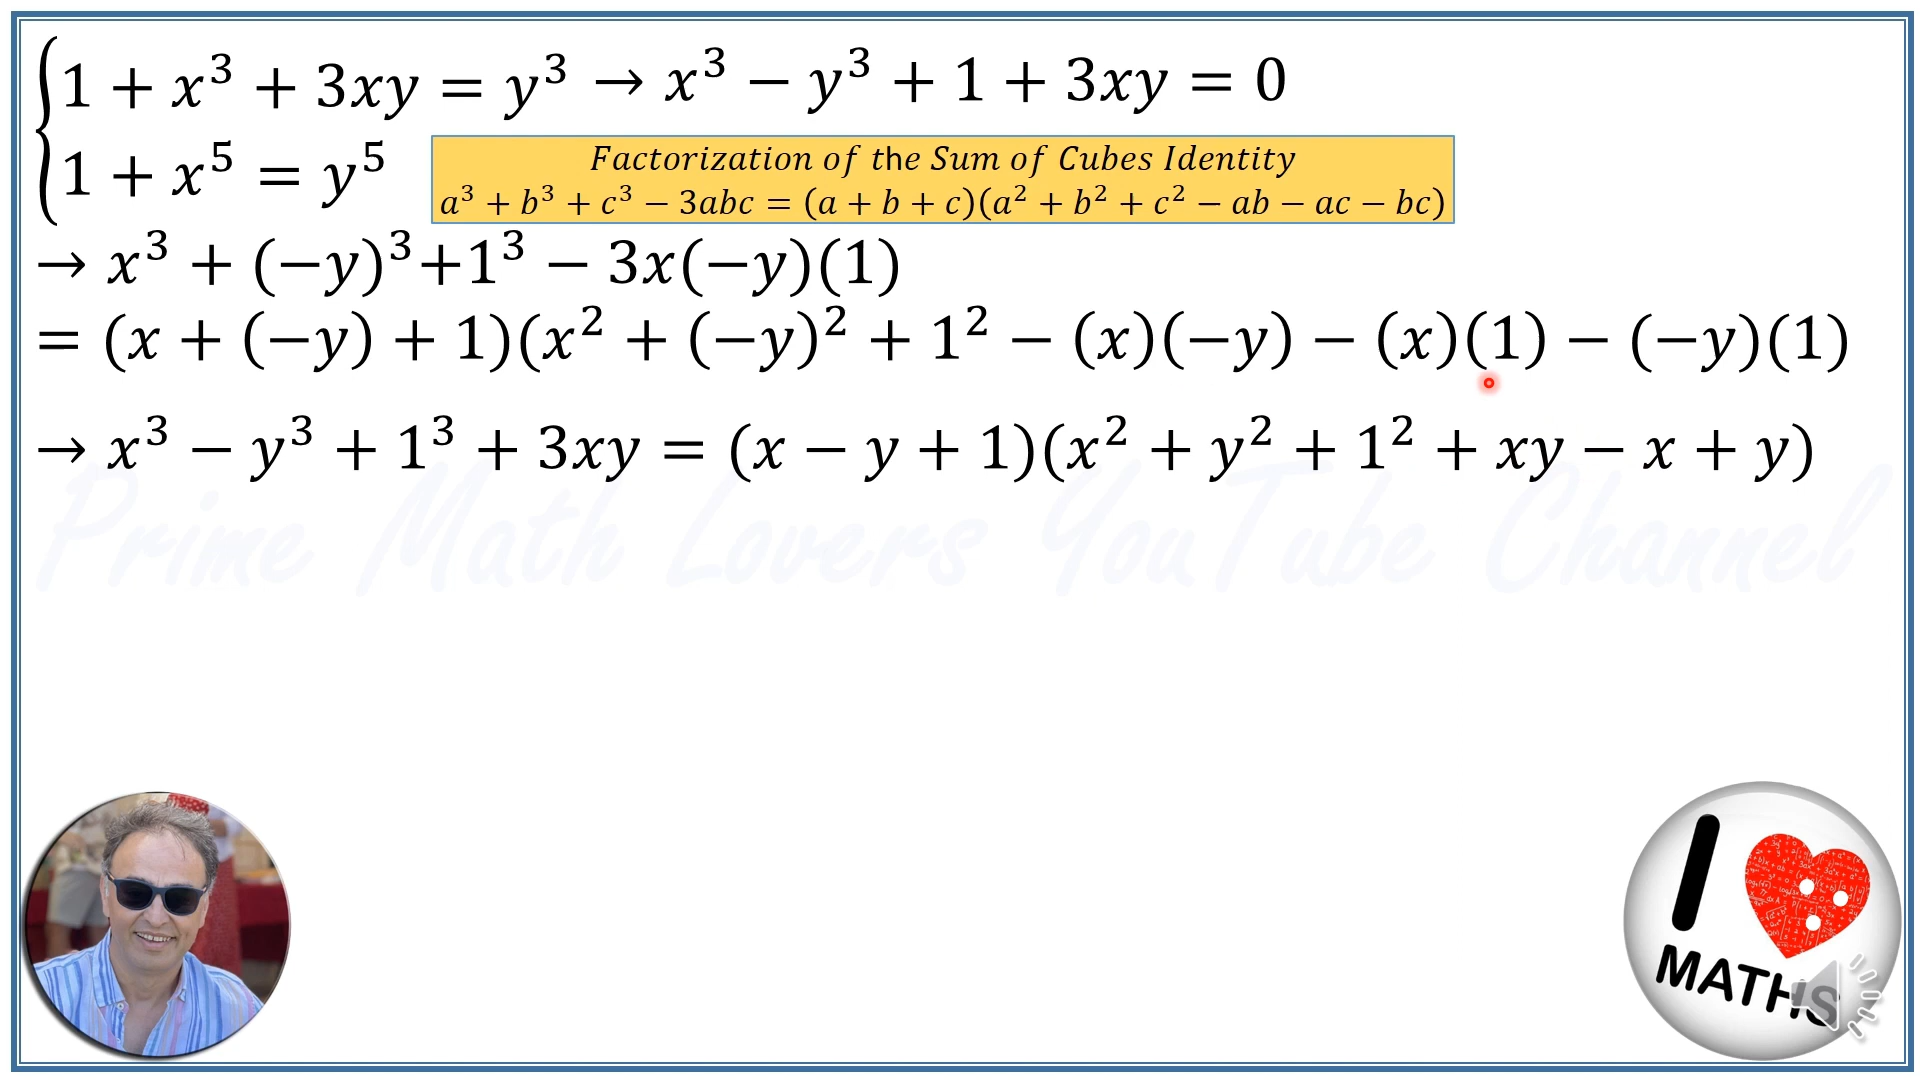 1 + x³ + 3xy = y³ → x³ − y³ + 1 + 3xy = 0
1 + x⁵ = y⁵
Factorization of the Sum of Cubes Identity
a³ + b³ + c³ − 3abc = (a + b + c)(a² + b² + c² − ab − ac − bc)
→ x³ + (−y)³+1³ − 3x(−y)(1)
= (x + (−y) + 1)(x² + (−y)² + 1² − (x)(−y) − (x)(1) − (−y)(1)
→ x³ − y³ + 1³ + 3xy = (x − y + 1)(x² + y² + 1² + xy − x + y)
Prime Math Lovers YouTube Channel
I
MATHS